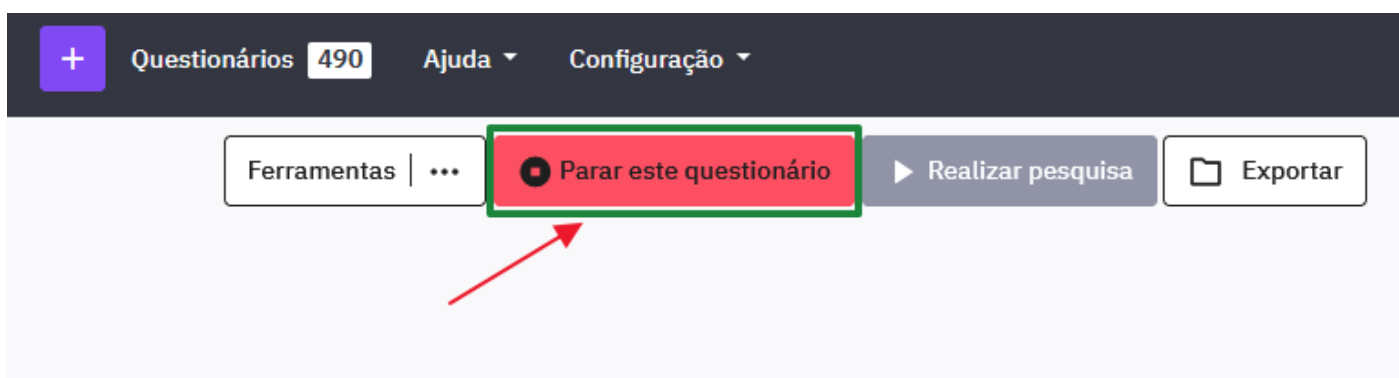 + Questionários 490 Ajuda Configuração
Ferramentas ... Parar este questionário Realizar pesquisa Exportar